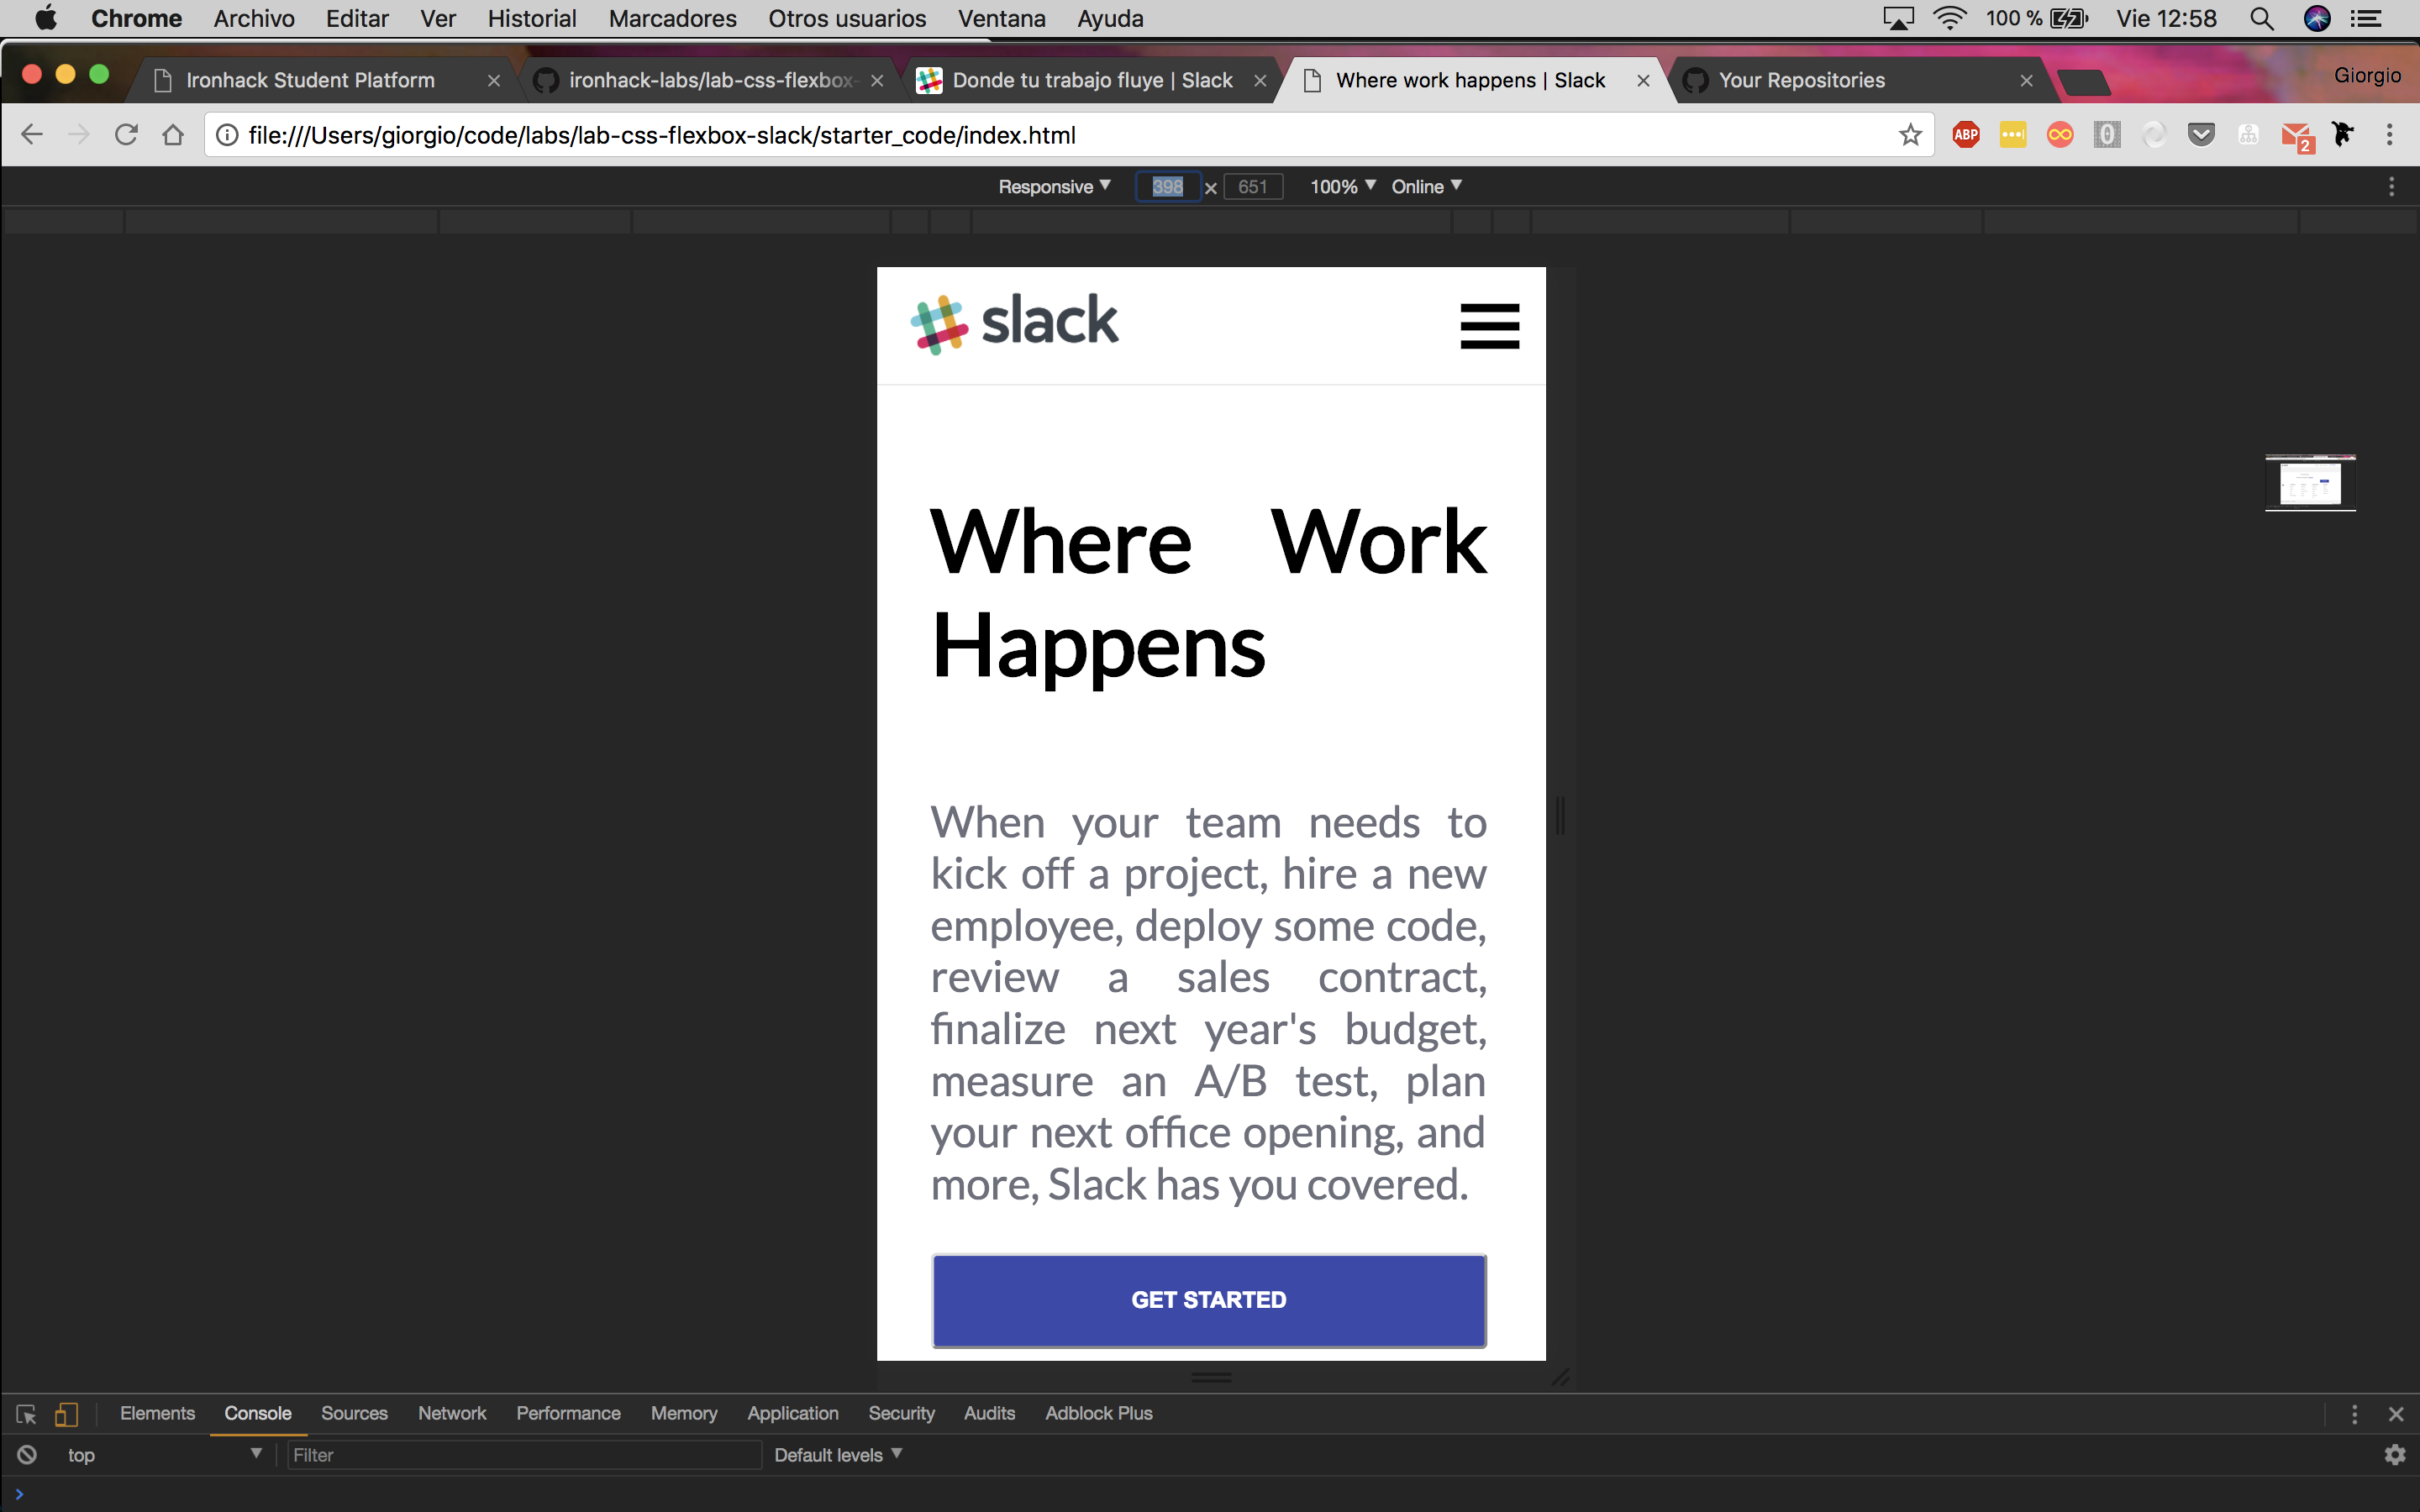 Chrome Archivo Editar Ver Historial Marcadores Otros usuarios Ventana Ayuda 100 % Vie 12:58
Ironhack Student Platform ironhack-labs/lab-css-flexbox- Donde tu trabajo fluye | Slack Where work happens | Slack Your Repositories Giorgio
file:///Users/giorgio/code/labs/lab-css-flexbox-slack/starter_code/index.html ABP 0 2
Responsive 398 × 651 100% Online
slack
Where Work
Happens
When your team needs to
kick off a project, hire a new
employee, deploy some code,
review a sales contract,
finalize next year's budget,
measure an A/B test, plan
your next office opening, and
more, Slack has you covered.
GET STARTED
Elements Console Sources Network Performance Memory Application Security Audits Adblock Plus
top Filter Default levels